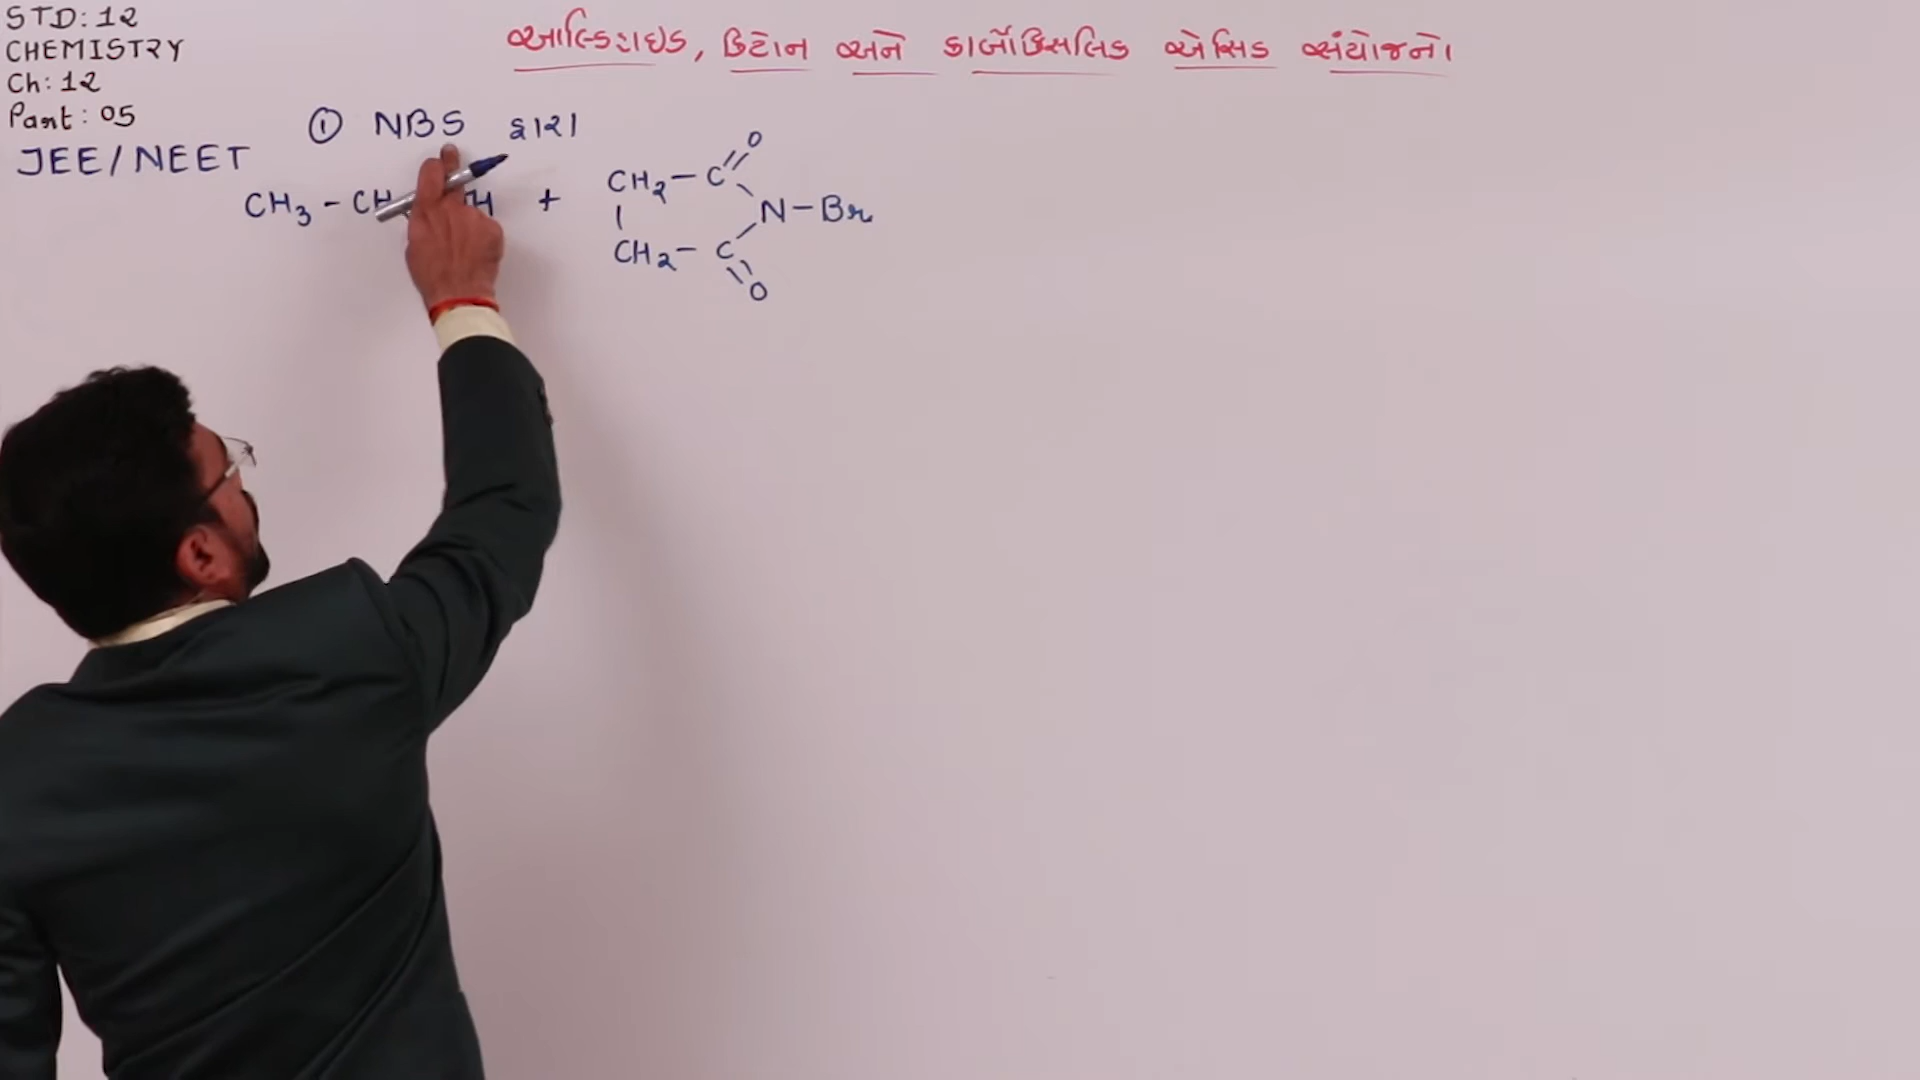 STD: 12
CHEMISTRY
Ch: 12
Part: 05
JEE/NEET
આલ્ડિહાઇડ, કિટોન અને કાર્બોક્સિલિક એસિડ સંયોજનો
① NBS દ્વારા
CH3 - CH H + CH2 - C = O
N - Br
CH2 - C = O